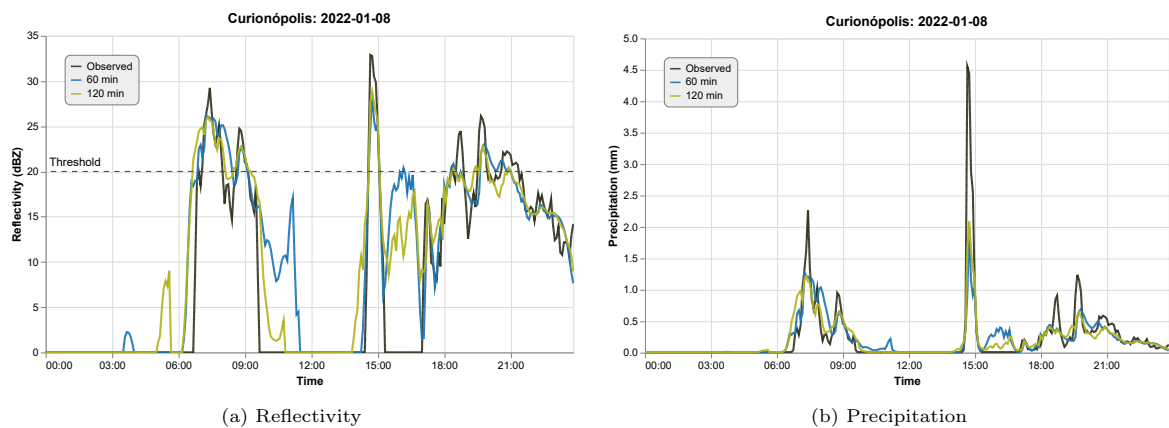 Curionópolis: 2022-01-08
Reflectivity (dBZ)
35
30
25
20
15
10
5
0
Observed
60 min
120 min
Threshold
00:00 03:00 06:00 09:00 12:00 15:00 18:00 21:00
Time
(a) Reflectivity
Curionópolis: 2022-01-08
Precipitation (mm)
5.0
4.5
4.0
3.5
3.0
2.5
2.0
1.5
1.0
0.5
0.0
Observed
60 min
120 min
00:00 03:00 06:00 09:00 12:00 15:00 18:00 21:00
Time
(b) Precipitation